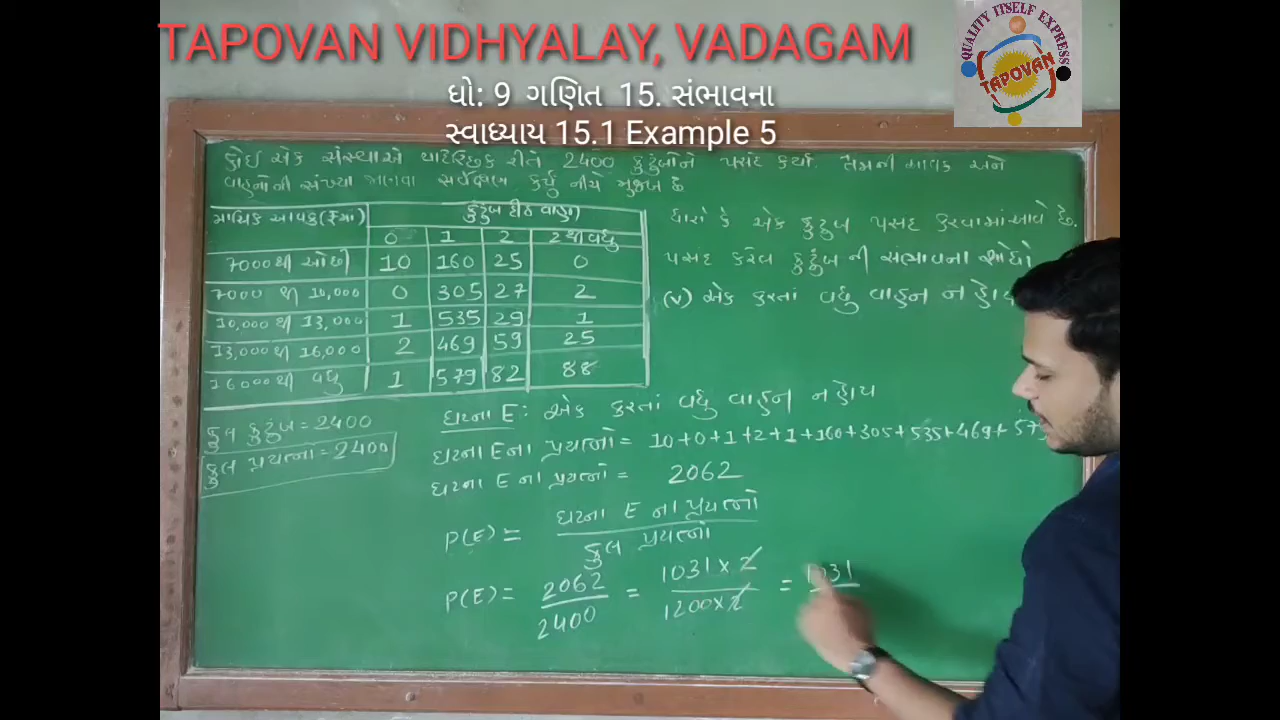 TAPOVAN VIDHYALAY, VADAGAM
ધો: 9 ગણિત 15. સંભાવના
સ્વાધ્યાય 15.1 Example 5
QUALITY ITSELF EXPRESS
TAPOVAN
કોઈ એક સંસ્થાએ યાદચ્છિક રીતે 2400 કુટુંબોને પસંદ કર્યા. તેમની આવક અને
વાહનોની સંખ્યા જાણવા સર્વેક્ષણ કર્યું નીચે મુજબ છે
માસિક આવક(રૂમાં) કુટુંબ દીઠ વાહનો
0 1 2 2 થી વધુ
7000 થી ઓછી 10 160 25 0
7000 થી 10,000 0 305 27 2
10,000 થી 13,000 1 535 29 1
13,000 થી 16,000 2 469 59 25
16000 થી વધુ 1 579 82 88
કુલ કુટુંબ = 2400
કુલ પ્રયત્નો = 2400
ધારો કે એક કુટુંબ પસંદ કરવામાં આવે છે.
પસંદ કરેલ કુટુંબ ની સંભાવના શોધો
(v) એક કરતાં વધુ વાહન ન હોય
ઘટના E: એક કરતાં વધુ વાહન ન હોય
ઘટના E ના પ્રયત્નો = 10+0+1+2+1+160+305+535+469+579
ઘટના E ના પ્રયત્નો = 2062
P(E) = ઘટના E ના પ્રયત્નો
કુલ પ્રયત્નો
P(E) = 2062 = 1031 x 2 = 1031
2400 1200 x 2